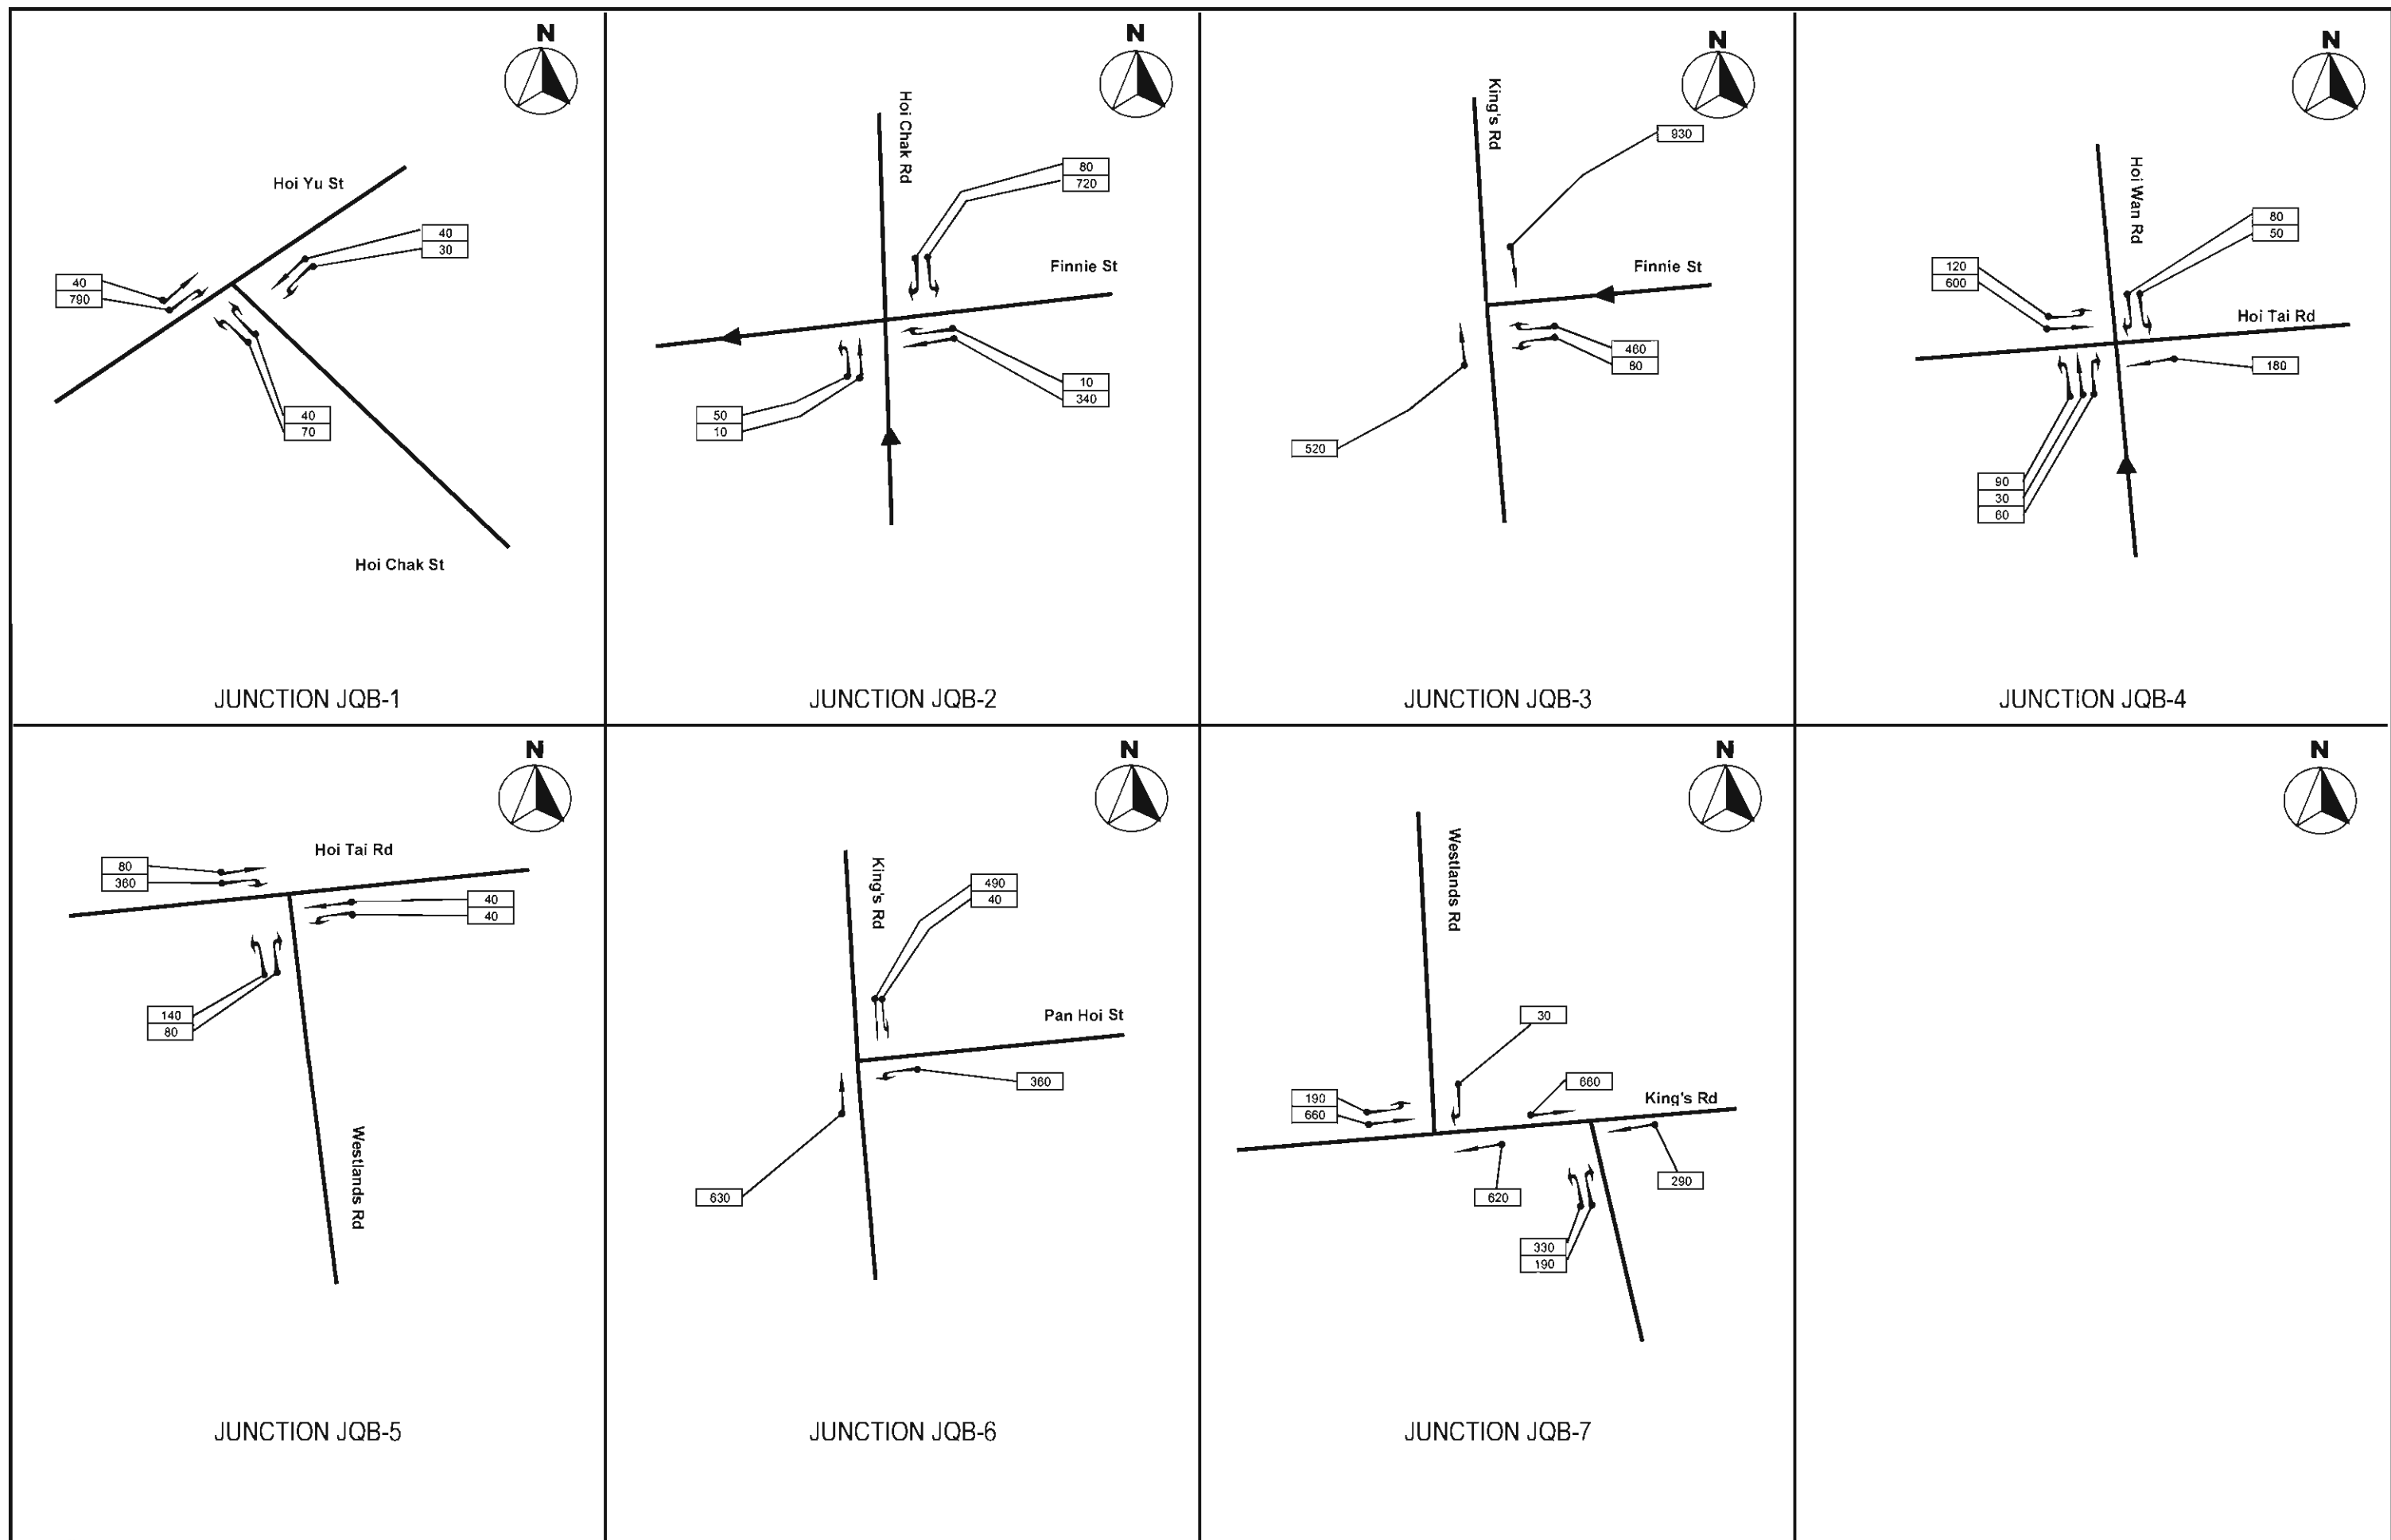 N
Hoi Yu St
40
30
40
790
40
70
Hoi Chak St
JUNCTION JQB-1
N
Hoi Chak Rd
80
720
Finnie St
10
340
50
10
JUNCTION JQB-2
N
King's Rd
930
Finnie St
460
80
520
JUNCTION JQB-3
N
Hoi Wan Rd
80
50
120
600
Hoi Tai Rd
180
90
30
60
JUNCTION JQB-4
N
Hoi Tai Rd
80
360
40
40
140
80
Westlands Rd
JUNCTION JQB-5
N
King's Rd
490
40
Pan Hoi St
360
630
JUNCTION JQB-6
N
Westlands Rd
30
190
660
660
King's Rd
620
290
330
190
JUNCTION JQB-7
N